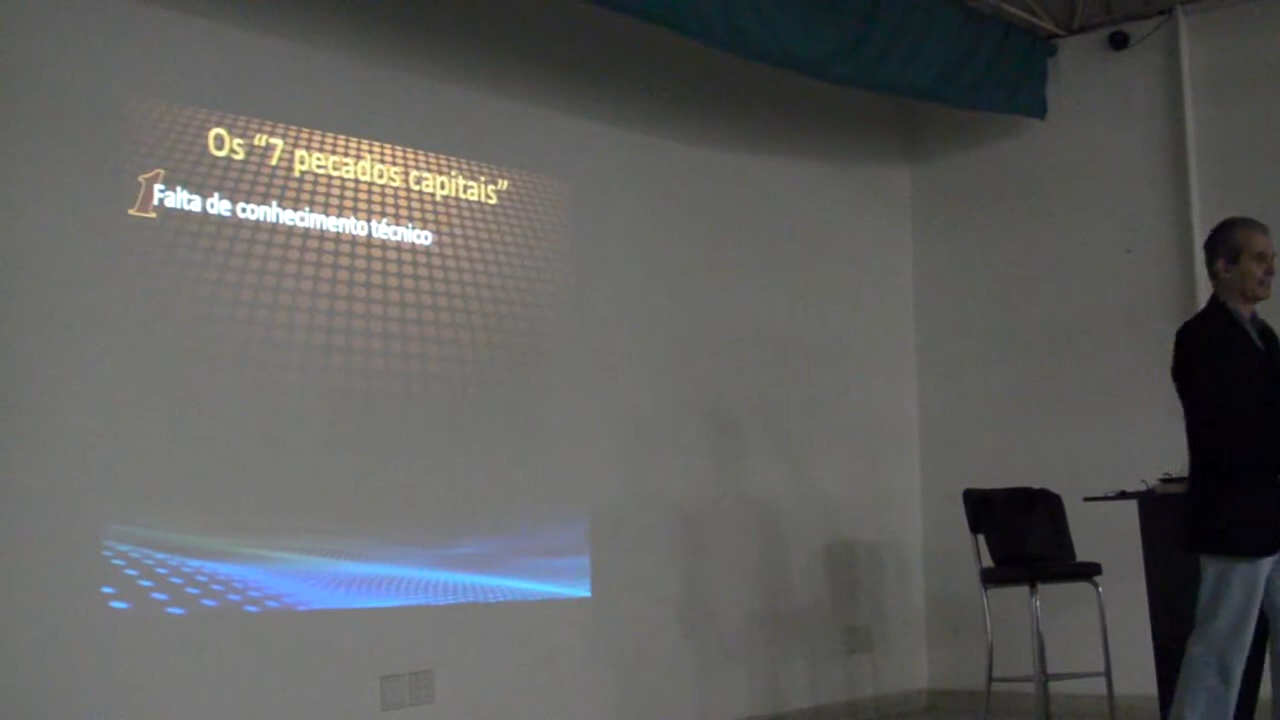 Os “7 pecados capitais”
1 Falta de conhecimento técnico